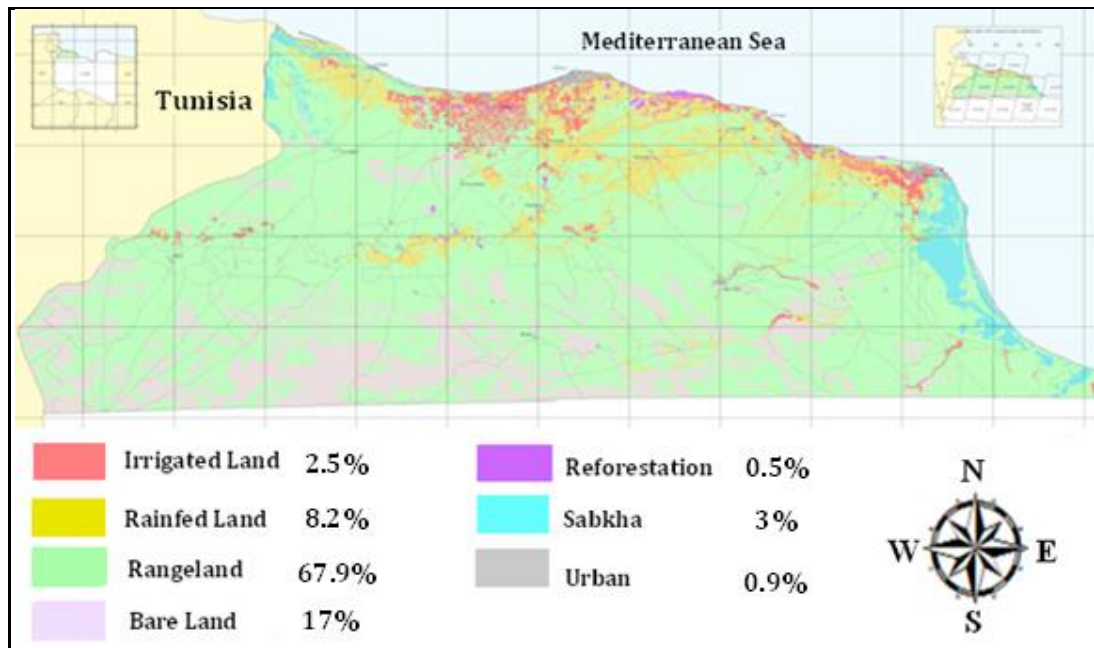 Mediterranean Sea
Tunisia
Irrigated Land 2.5%
Rainfed Land 8.2%
Rangeland 67.9%
Bare Land 17%
Reforestation 0.5%
Sabkha 3%
Urban 0.9%
N
W E
S